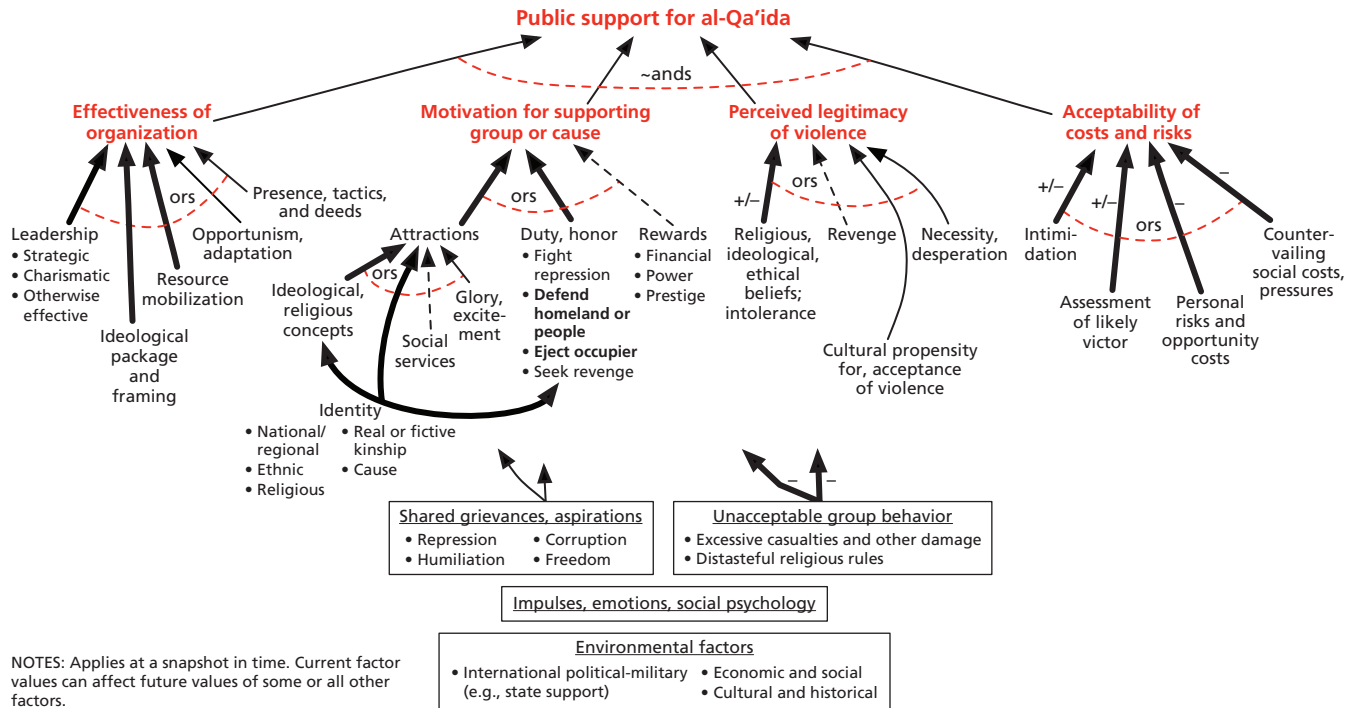 Public support for al-Qa'ida
~ands
Effectiveness of
organization
Motivation for supporting
group or cause
Perceived legitimacy
of violence
Acceptability of
costs and risks
ors
Presence, tactics,
and deeds
Opportunism,
adaptation
Leadership
• Strategic
• Charismatic
• Otherwise
effective
Resource
mobilization
Ideological
package
and
framing
ors
Attractions
ors
Ideological,
religious
concepts
Social
services
Glory,
excite-
ment
Duty, honor
• Fight
repression
• Defend
homeland or
people
• Eject occupier
• Seek revenge
Rewards
• Financial
• Power
• Prestige
Identity
• National/
regional
• Ethnic
• Religious
• Real or fictive
kinship
• Cause
+/–
ors
Religious,
ideological,
ethical
beliefs;
intolerance
Revenge
Necessity,
desperation
Cultural propensity
for, acceptance
of violence
+/–
+/–
–
–
ors
Intimi-
dation
Assessment
of likely
victor
Personal
risks and
opportunity
costs
Counter-
vailing
social costs,
pressures
–
–
Shared grievances, aspirations
• Repression
• Humiliation
• Corruption
• Freedom
Unacceptable group behavior
• Excessive casualties and other damage
• Distasteful religious rules
Impulses, emotions, social psychology
Environmental factors
• International political-military
(e.g., state support)
• Economic and social
• Cultural and historical
NOTES: Applies at a snapshot in time. Current factor
values can affect future values of some or all other
factors.